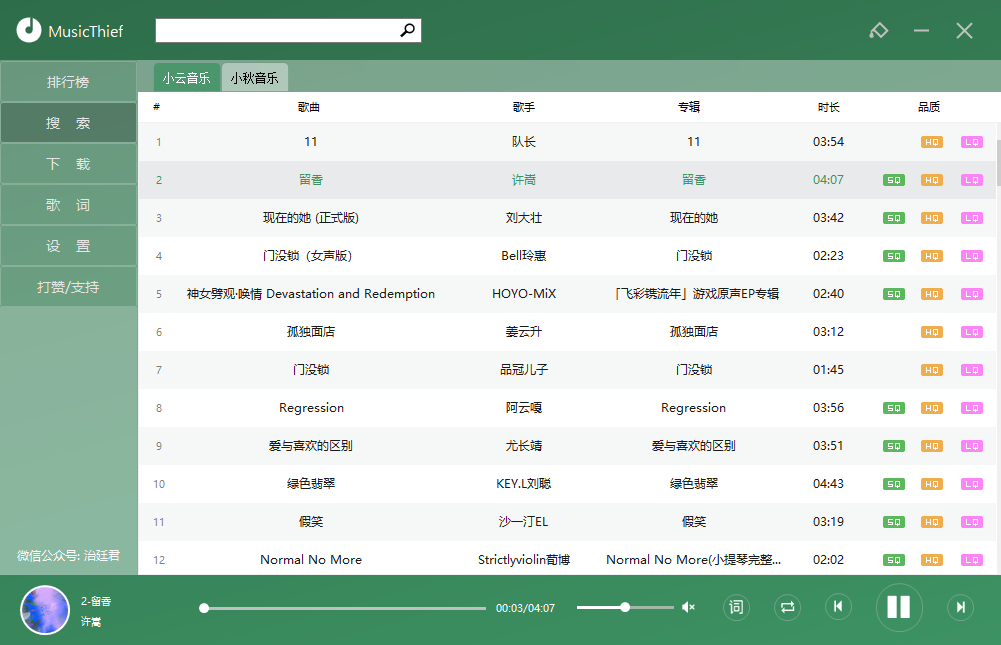 MusicThief
排行榜
搜 索
下 载
歌 词
设 置
打赏/支持
微信公众号: 治廷君
小云音乐 小秋音乐
# 歌曲 歌手 专辑 时长 品质
1 11 队长 11 03:54 HQ LQ
2 留香 许嵩 留香 04:07 SQ HQ LQ
3 现在的她 (正式版) 刘大壮 现在的她 03:42 SQ HQ LQ
4 门没锁（女声版） Bell玲惠 门没锁 02:23 SQ HQ LQ
5 神女劈观·唤情 Devastation and Redemption HOYO-MiX 「飞彩镌流年」游戏原声EP专辑 02:40 SQ HQ LQ
6 孤独面店 姜云升 孤独面店 03:12 HQ LQ
7 门没锁 品冠儿子 门没锁 01:45 HQ LQ
8 Regression 阿云嘎 Regression 03:56 SQ HQ LQ
9 爱与喜欢的区别 尤长靖 爱与喜欢的区别 03:51 SQ HQ LQ
10 绿色翡翠 KEY.L刘聪 绿色翡翠 04:43 SQ HQ LQ
11 假笑 沙一汀EL 假笑 03:19 SQ HQ LQ
12 Normal No More Strictlyviolin荀博 Normal No More(小提琴完整... 02:02 SQ HQ LQ
2-留香
许嵩
00:03/04:07
词